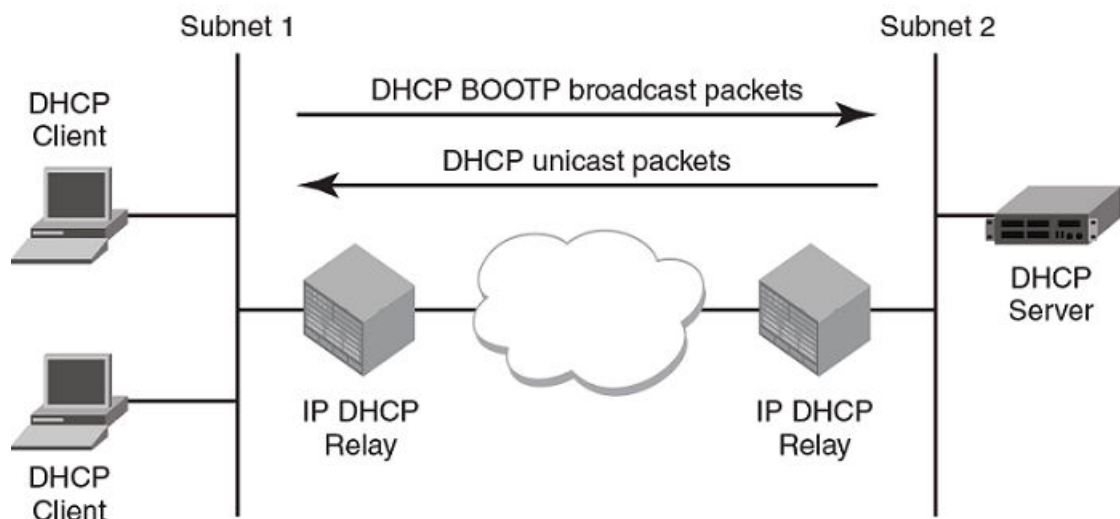 Subnet 1
Subnet 2
DHCP BOOTP broadcast packets
DHCP
Client
DHCP unicast packets
DHCP
Server
IP DHCP
Relay
IP DHCP
Relay
DHCP
Client